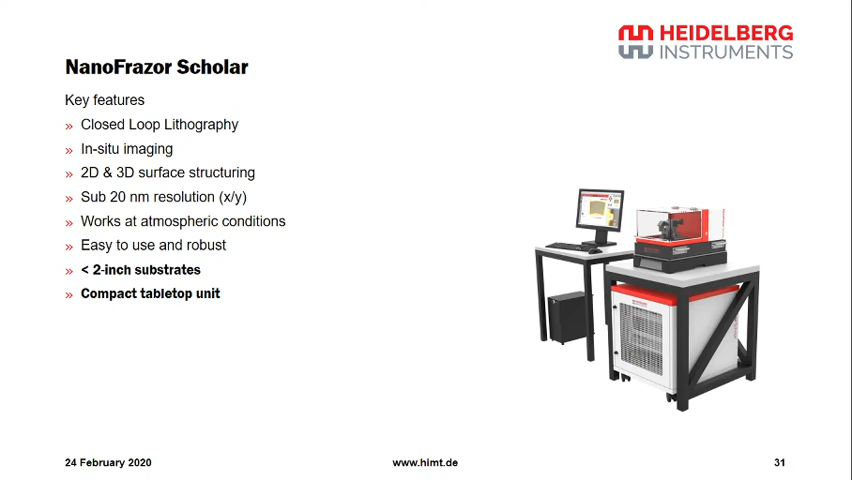 HEIDELBERG
INSTRUMENTS
NanoFrazor Scholar
Key features
» Closed Loop Lithography
» In-situ imaging
» 2D & 3D surface structuring
» Sub 20 nm resolution (x/y)
» Works at atmospheric conditions
» Easy to use and robust
» < 2-inch substrates
» Compact tabletop unit
24 February 2020
www.himt.de
31